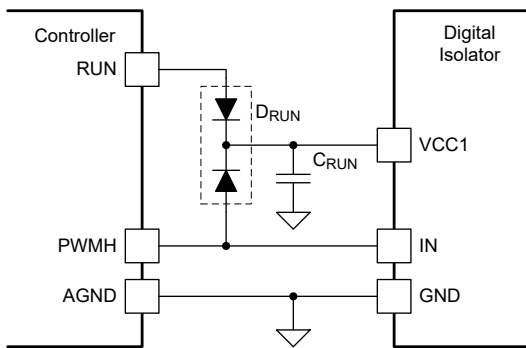 Controller
Digital
Isolator
RUN
DRUN
CRUN
VCC1
PWMH
IN
AGND
GND